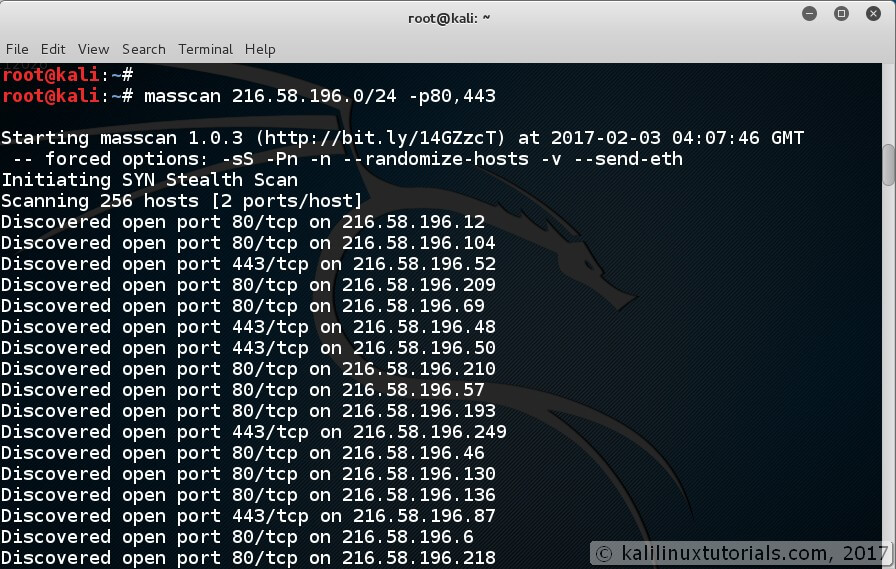 root@kali: ~
File Edit View Search Terminal Help
root@kali:~#
root@kali:~# masscan 216.58.196.0/24 -p80,443
Starting masscan 1.0.3 (http://bit.ly/14GZzcT) at 2017-02-03 04:07:46 GMT
-- forced options: -sS -Pn -n --randomize-hosts -v --send-eth
Initiating SYN Stealth Scan
Scanning 256 hosts [2 ports/host]
Discovered open port 80/tcp on 216.58.196.12
Discovered open port 80/tcp on 216.58.196.104
Discovered open port 443/tcp on 216.58.196.52
Discovered open port 80/tcp on 216.58.196.209
Discovered open port 80/tcp on 216.58.196.69
Discovered open port 443/tcp on 216.58.196.48
Discovered open port 443/tcp on 216.58.196.50
Discovered open port 80/tcp on 216.58.196.210
Discovered open port 80/tcp on 216.58.196.57
Discovered open port 80/tcp on 216.58.196.193
Discovered open port 443/tcp on 216.58.196.249
Discovered open port 80/tcp on 216.58.196.46
Discovered open port 80/tcp on 216.58.196.130
Discovered open port 80/tcp on 216.58.196.136
Discovered open port 443/tcp on 216.58.196.87
Discovered open port 80/tcp on 216.58.196.6
Discovered open port 80/tcp on 216.58.196.218
© kalilinuxtutorials.com, 2017